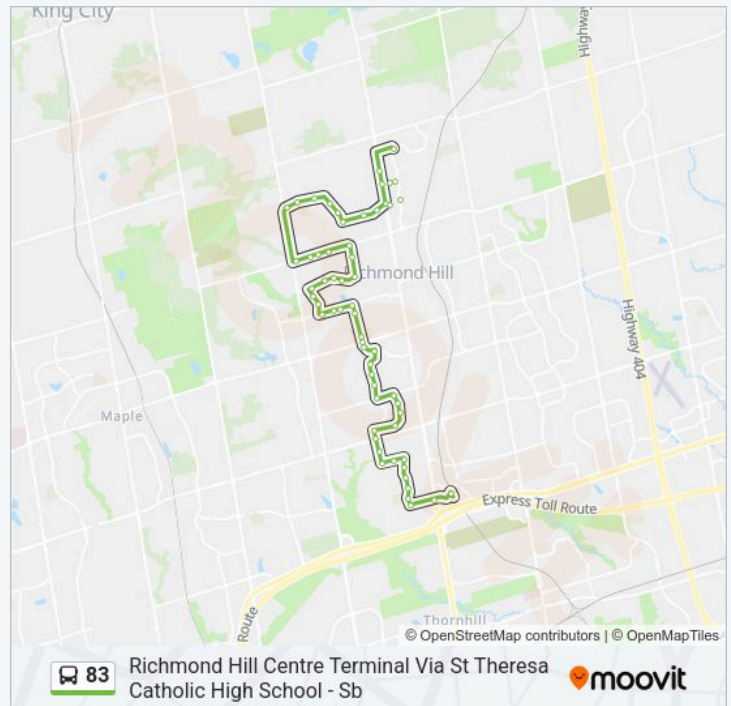 King City
Highway
Richmond Hill
Highway 404
Maple
Express Toll Route
Route
Thornhill
© OpenStreetMap contributors | © OpenMapTiles
83
Richmond Hill Centre Terminal Via St Theresa
Catholic High School - Sb
moovit